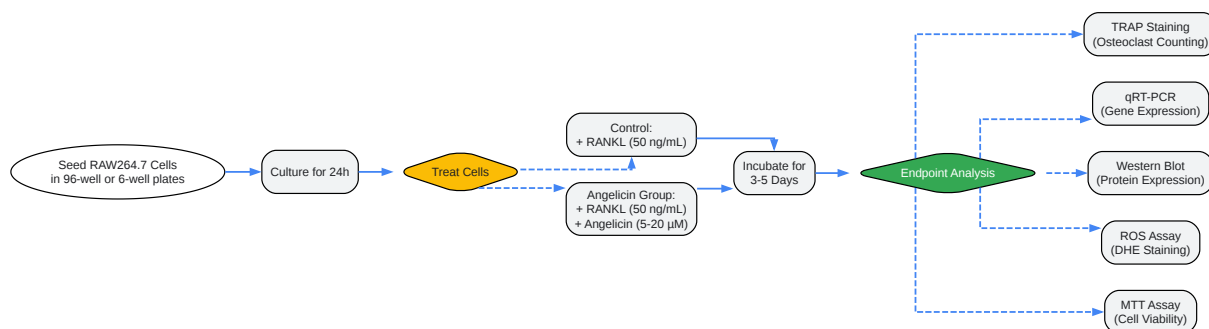 Seed RAW264.7 Cells
in 96-well or 6-well plates
Culture for 24h
Treat Cells
Control:
+ RANKL (50 ng/mL)
Angelicin Group:
+ RANKL (50 ng/mL)
+ Angelicin (5-20 µM)
Incubate for
3-5 Days
Endpoint Analysis
TRAP Staining
(Osteoclast Counting)
qRT-PCR
(Gene Expression)
Western Blot
(Protein Expression)
ROS Assay
(DHE Staining)
MTT Assay
(Cell Viability)